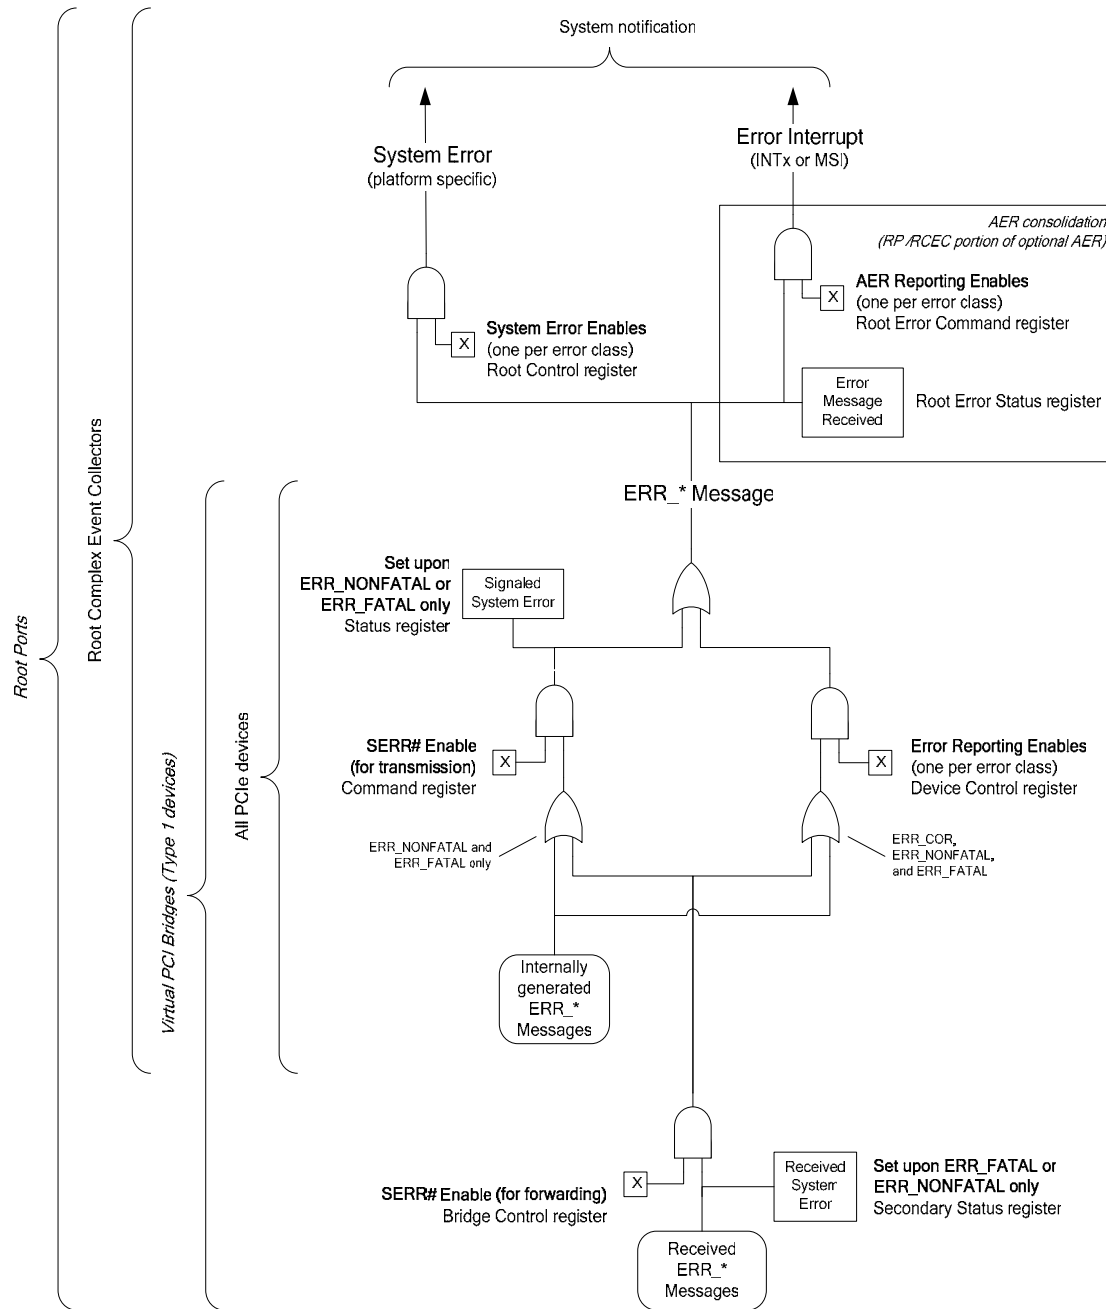 System notification
System Error
(platform specific)
Error Interrupt
(INTx or MSI)
AER consolidation
(RP /RCEC portion of optional AER)
X
System Error Enables
(one per error class)
Root Control register
X
AER Reporting Enables
(one per error class)
Root Error Command register
Error
Message
Received
Root Error Status register
ERR_* Message
Set upon
ERR_NONFATAL or
ERR_FATAL only
Status register
Signaled
System Error
SERR# Enable
(for transmission)
Command register
X
X
Error Reporting Enables
(one per error class)
Device Control register
ERR_NONFATAL and
ERR_FATAL only
ERR_COR,
ERR_NONFATAL,
and ERR_FATAL
Internally
generated
ERR_*
Messages
SERR# Enable (for forwarding)
Bridge Control register
X
Received
System
Error
Set upon ERR_FATAL or
ERR_NONFATAL only
Secondary Status register
Received
ERR_*
Messages
Root Ports
Root Complex Event Collectors
Virtual PCI Bridges (Type 1 devices)
All PCIe devices